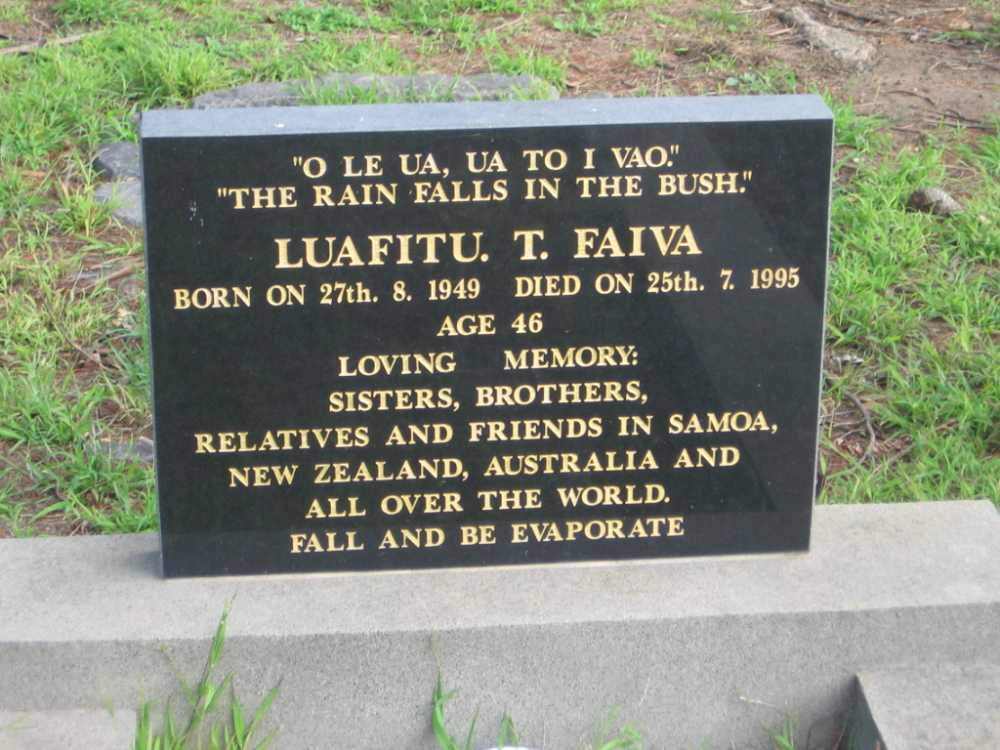 "O LE UA, UA TO I VAO."
"THE RAIN FALLS IN THE BUSH."
LUAFITU. T. FAIVA
BORN ON 27th. 8. 1949 DIED ON 25th. 7. 1995
AGE 46
LOVING MEMORY:
SISTERS, BROTHERS,
RELATIVES AND FRIENDS IN SAMOA,
NEW ZEALAND, AUSTRALIA AND
ALL OVER THE WORLD.
FALL AND BE EVAPORATE